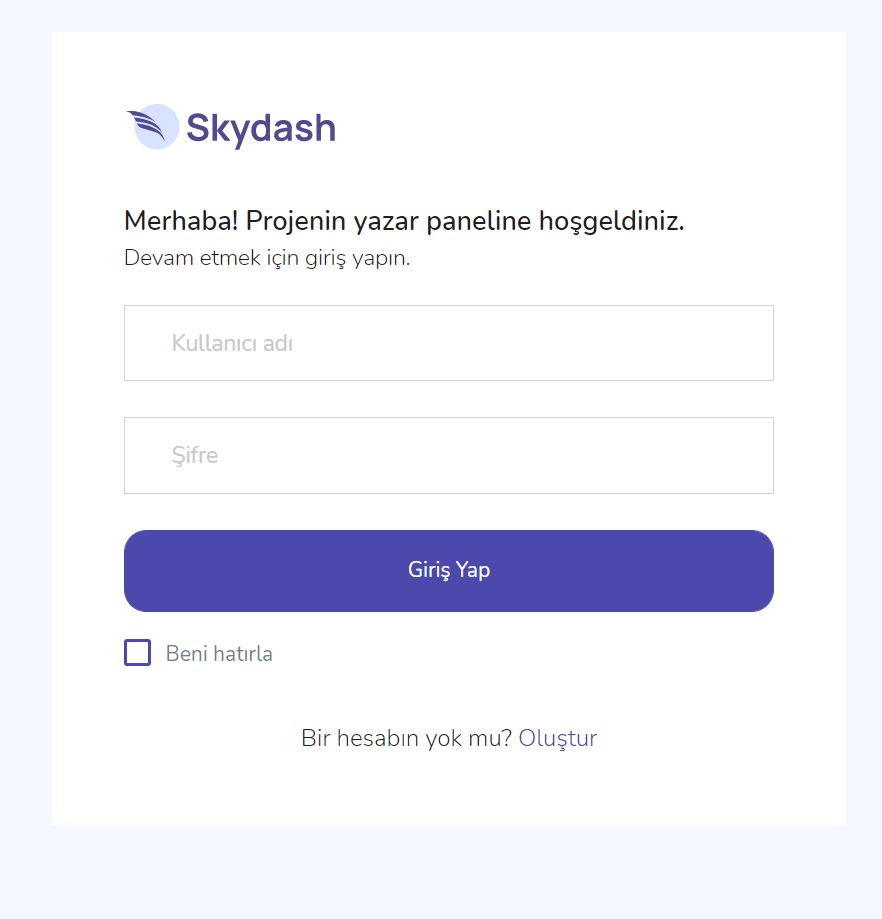 Skydash
Merhaba! Projenin yazar paneline hoşgeldiniz.
Devam etmek için giriş yapın.
Kullanıcı adı
Şifre
Giriş Yap
Beni hatırla
Bir hesabın yok mu? Oluştur